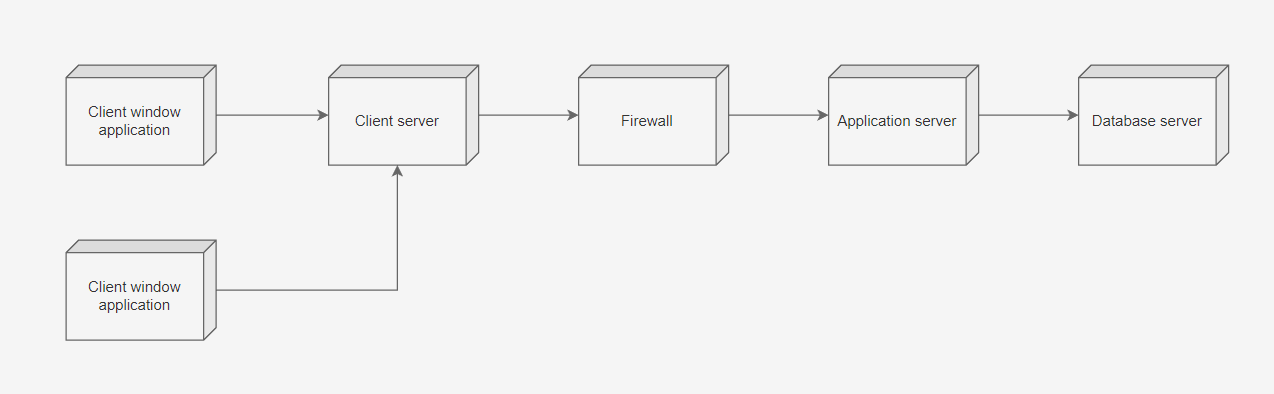 Client window
application
Client server
Firewall
Application server
Database server
Client window
application